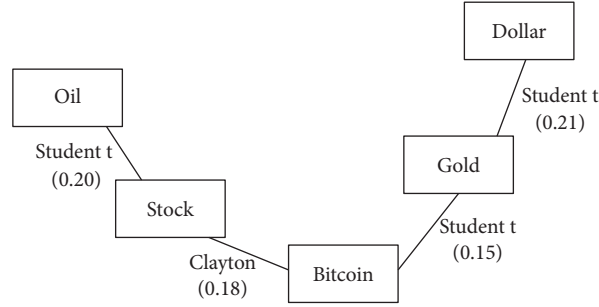 Dollar
Oil
Student t
(0.21)
Student t
(0.20)
Gold
Stock
Student t
(0.15)
Clayton
(0.18)
Bitcoin